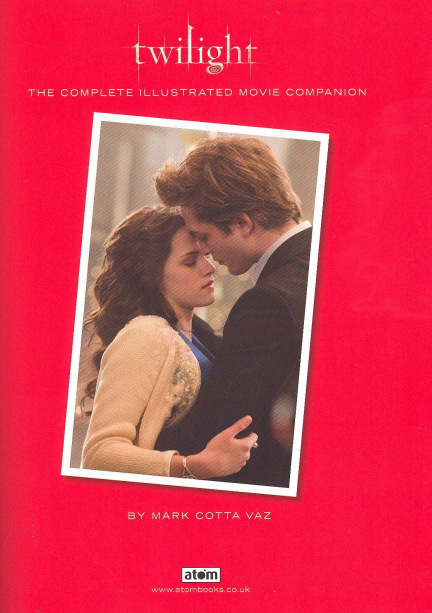 twilight
THE COMPLETE ILLUSTRATED MOVIE COMPANION
BY MARK COTTA VAZ
atom
www.atombooks.co.uk